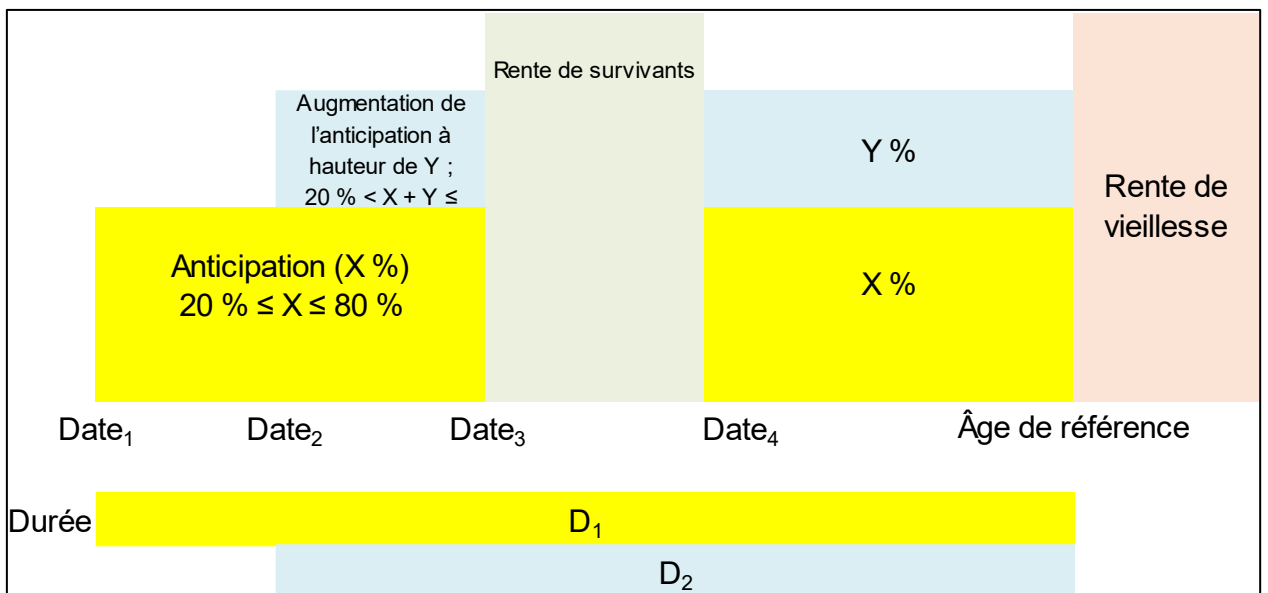 Rente de survivants
Augmentation de
l'anticipation à
hauteur de Y ;
20 % < X + Y ≤
Y %
Rente de
vieillesse
Anticipation (X %)
20 % ≤ X ≤ 80 %
X %
Date₁
Date₂
Date₃
Date₄
Âge de référence
Durée
D₁
D₂